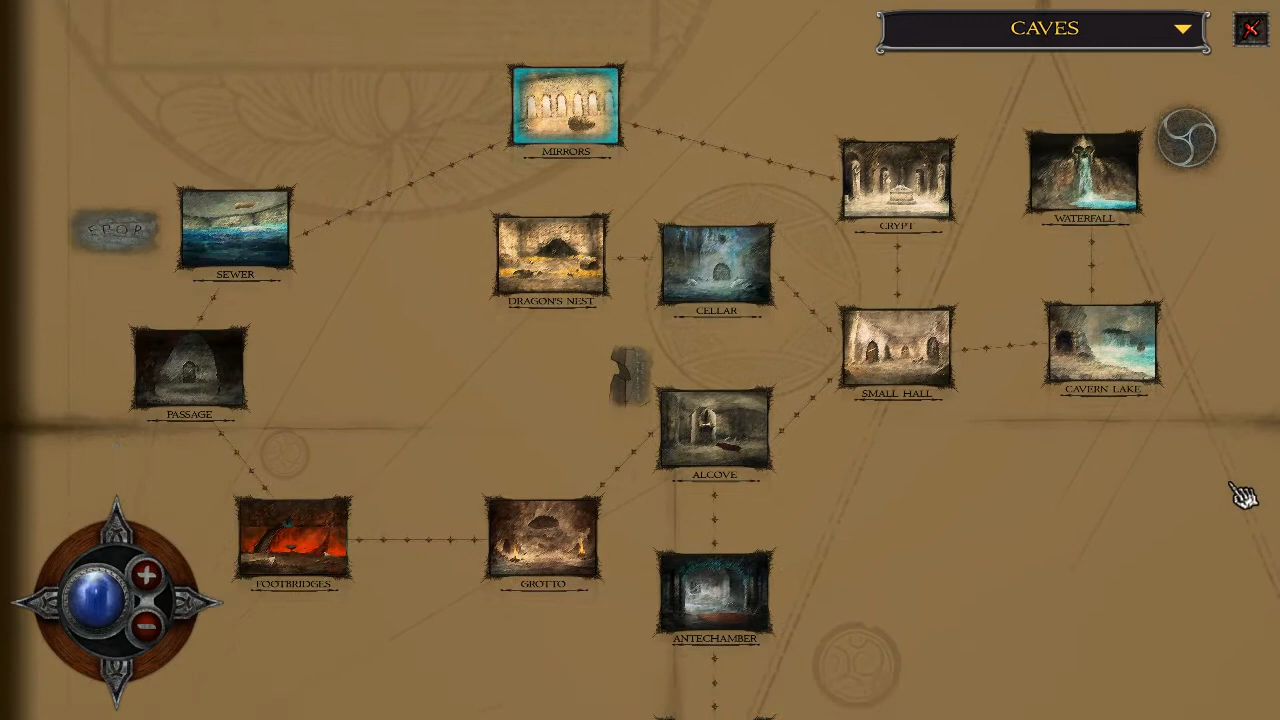 CAVES
MIRRORS
CRYPT
WATERFALL
SEWER
DRAGON'S NEST
CELLAR
SMALL HALL
CAVERN LAKE
PASSAGE
ALCOVE
FOOTBRIDGES
GROTTO
ANTECHAMBER